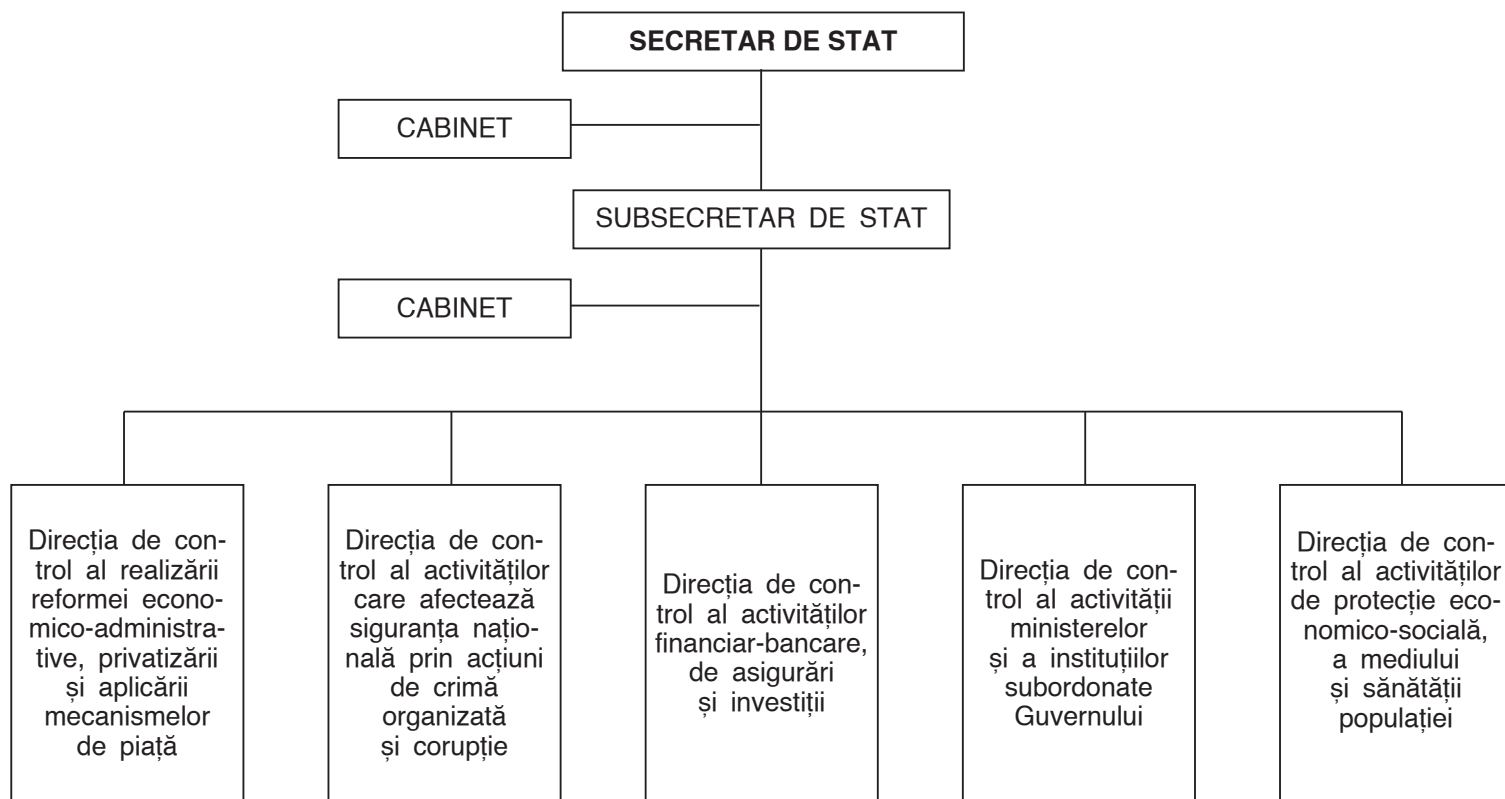 SECRETAR DE STAT
CABINET
SUBSECRETAR DE STAT
CABINET
Direcția de con-
trol al realizării
reformei econo-
mico-administra-
tive, privatizării
și aplicării
mecanismelor
de piață
Direcția de con-
trol al activităților
care afectează
siguranța națio-
nală prin acțiuni
de crimă
organizată
și corupție
Direcția de con-
trol al activităților
financiar-bancare,
de asigurări
și investiții
Direcția de con-
trol al activității
ministerelor
și a instituțiilor
subordonate
Guvernului
Direcția de con-
trol al activităților
de protecție eco-
nomico-socială,
a mediului
și sănătății
populației